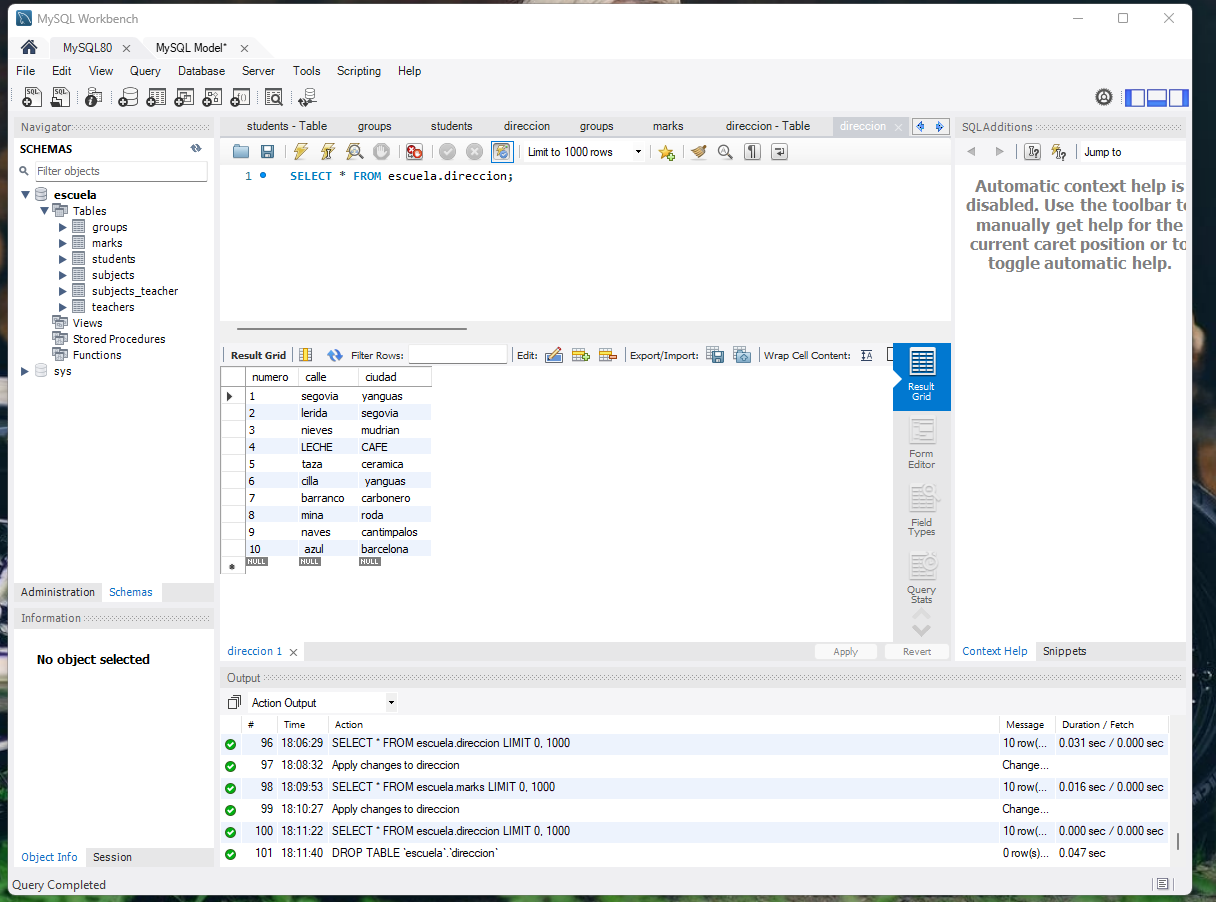 MySQL Workbench
MySQL80
MySQL Model*
File Edit View Query Database Server Tools Scripting Help
Navigator
SCHEMAS
Filter objects
escuela
Tables
groups
marks
students
subjects
subjects_teacher
teachers
Views
Stored Procedures
Functions
sys
Administration Schemas
Information
No object selected
Object Info Session
students - Table groups students direccion groups marks direccion - Table direccion
Limit to 1000 rows
1 SELECT * FROM escuela.direccion;
Result Grid Filter Rows: Edit: Export/Import: Wrap Cell Content:
numero calle ciudad
1 segovia yanguas
2 lerida segovia
3 nieves mudrian
4 LECHE CAFE
5 taza ceramica
6 cilla yanguas
7 barranco carbonero
8 mina roda
9 naves cantimpalos
10 azul barcelona
NULL NULL NULL
Result
Grid
Form
Editor
Field
Types
Query
Stats
direccion 1 Apply Revert
SQLAdditions
Jump to
Automatic context help is
disabled. Use the toolbar to
manually get help for the
current caret position or to
toggle automatic help.
Context Help Snippets
Output
Action Output
# Time Action Message Duration / Fetch
96 18:06:29 SELECT * FROM escuela.direccion LIMIT 0, 1000 10 row(... 0.031 sec / 0.000 sec
97 18:08:32 Apply changes to direccion Change...
98 18:09:53 SELECT * FROM escuela.marks LIMIT 0, 1000 10 row(... 0.016 sec / 0.000 sec
99 18:10:27 Apply changes to direccion Change...
100 18:11:22 SELECT * FROM escuela.direccion LIMIT 0, 1000 10 row(... 0.000 sec / 0.000 sec
101 18:11:40 DROP TABLE `escuela`.`direccion` 0 row(s)... 0.047 sec
Query Completed